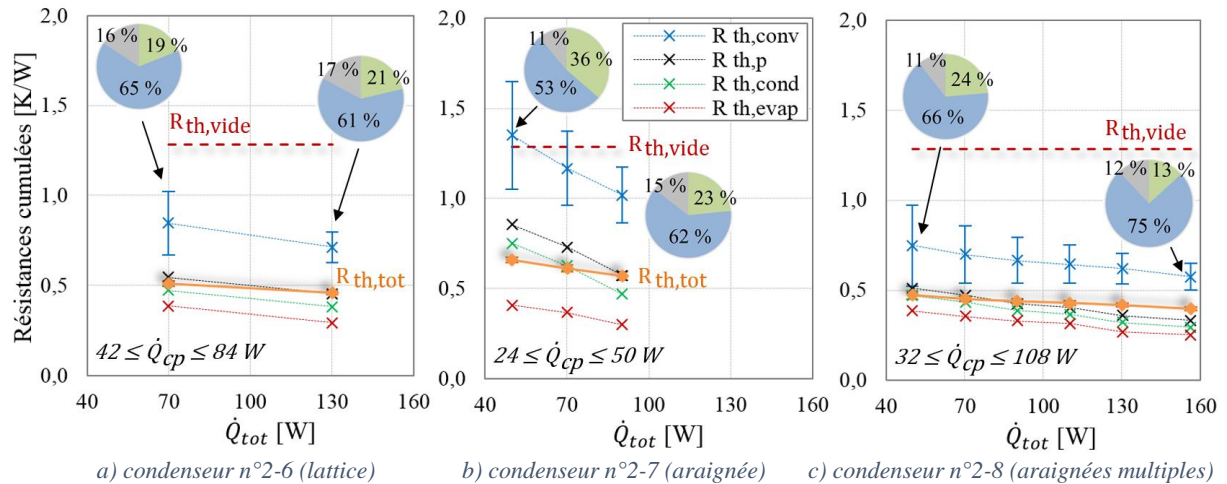 Résistances cumulées [K/W]
2,0
1,5
1,0
0,5
0,0
16 %
19 %
65 %
17 %
21 %
61 %
R th,vide
R th,tot
42 ≤ Q̇cp ≤ 84 W
40 70 100 130 160
Q̇tot [W]
a) condenseur n°2-6 (lattice)
2,0
1,5
1,0
0,5
0,0
11 %
36 %
53 %
R th,conv
R th,p
R th,cond
R th,evap
R th,vide
15 %
23 %
62 %
R th,tot
24 ≤ Q̇cp ≤ 50 W
40 70 100 130 160
Q̇tot [W]
b) condenseur n°2-7 (araignée)
2,0
1,5
1,0
0,5
0,0
11 %
24 %
66 %
R th,vide
12 %
13 %
75 %
R th,tot
32 ≤ Q̇cp ≤ 108 W
40 70 100 130 160
Q̇tot [W]
c) condenseur n°2-8 (araignées multiples)